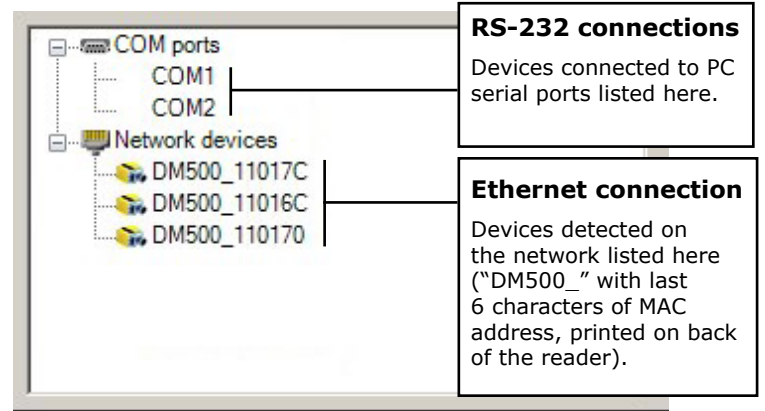 COM ports
COM1
COM2
Network devices
DM500_11017C
DM500_11016C
DM500_110170
RS-232 connections
Devices connected to PC
serial ports listed here.
Ethernet connection
Devices detected on
the network listed here
(“DM500_” with last
6 characters of MAC
address, printed on back
of the reader).